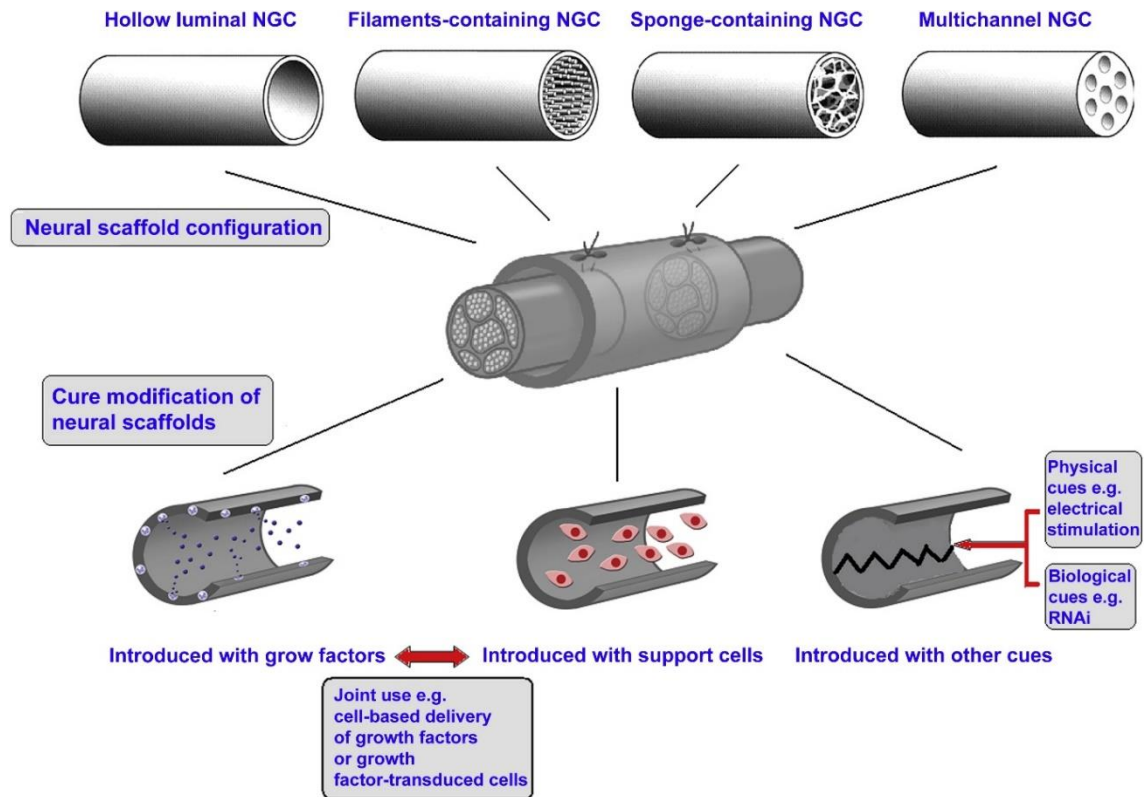 Hollow luminal NGC
Filaments-containing NGC
Sponge-containing NGC
Multichannel NGC
Neural scaffold configuration
Cure modification of
neural scaffolds
Physical
cues e.g.
electrical
stimulation
Biological
cues e.g.
RNAi
Introduced with grow factors
Introduced with support cells
Introduced with other cues
Joint use e.g.
cell-based delivery
of growth factors
or growth
factor-transduced cells